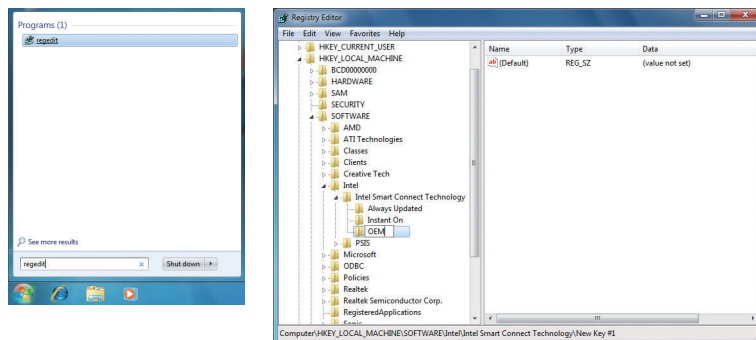 Programs (1)
regedit
See more results
regedit
Shut down
Registry Editor
File Edit View Favorites Help
HKEY_CURRENT_USER
HKEY_LOCAL_MACHINE
BCD00000000
HARDWARE
SAM
SECURITY
SOFTWARE
AMD
ATI Technologies
Classes
Clients
Creative Tech
Intel
Intel Smart Connect Technology
Always Updated
Instant On
OEM
PSIS
Microsoft
ODBC
Policies
Realtek
Realtek Semiconductor Corp.
RegisteredApplications
Sonic
Name Type Data
ab (Default) REG_SZ (value not set)
Computer\HKEY_LOCAL_MACHINE\SOFTWARE\Intel\Intel Smart Connect Technology\New Key #1